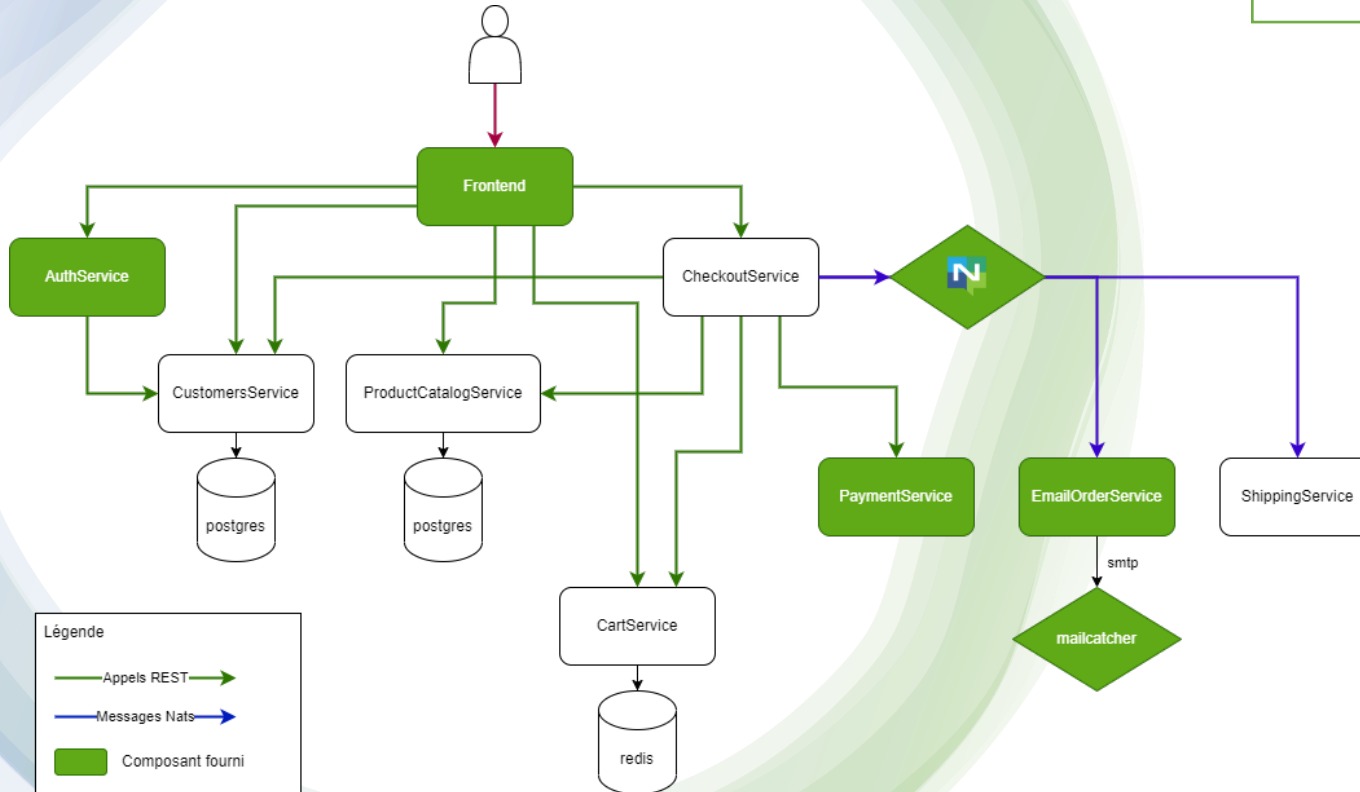 Frontend
AuthService
CheckoutService
N
CustomersService
ProductCatalogService
postgres
postgres
PaymentService
EmailOrderService
ShippingService
smtp
CartService
mailcatcher
redis
Légende
Appels REST
Messages Nats
Composant fourni